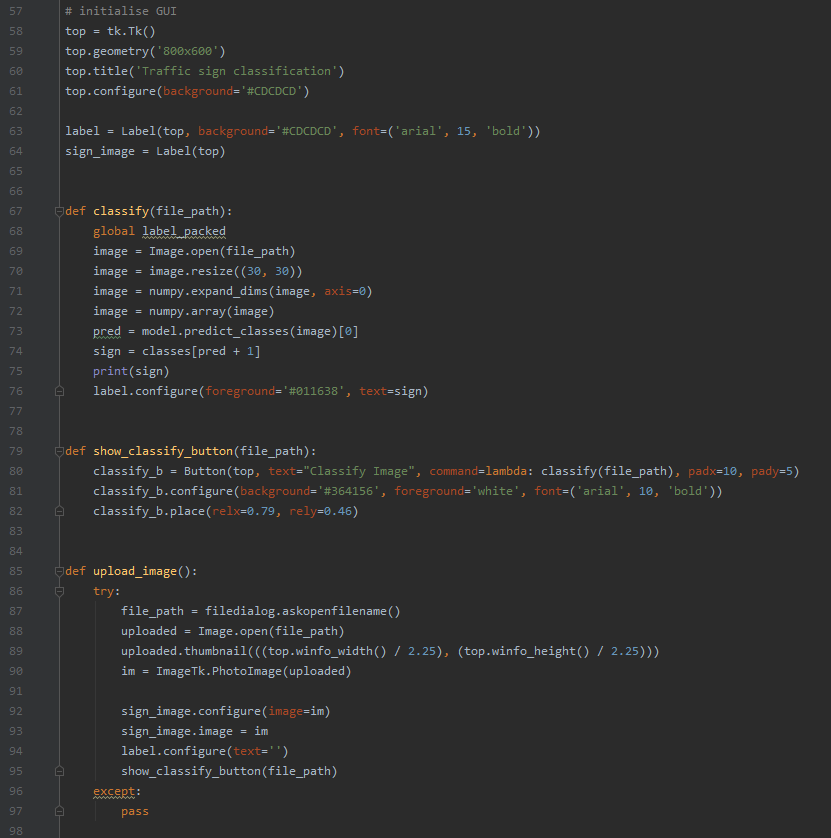 57 # initialise GUI
58 top = tk.Tk()
59 top.geometry('800x600')
60 top.title('Traffic sign classification')
61 top.configure(background='#CDCDCD')
62
63 label = Label(top, background='#CDCDCD', font=('arial', 15, 'bold'))
64 sign_image = Label(top)
65
66
67 def classify(file_path):
68     global label_packed
69     image = Image.open(file_path)
70     image = image.resize((30, 30))
71     image = numpy.expand_dims(image, axis=0)
72     image = numpy.array(image)
73     pred = model.predict_classes(image)[0]
74     sign = classes[pred + 1]
75     print(sign)
76     label.configure(foreground='#011638', text=sign)
77
78
79 def show_classify_button(file_path):
80     classify_b = Button(top, text="Classify Image", command=lambda: classify(file_path), padx=10, pady=5)
81     classify_b.configure(background='#364156', foreground='white', font=('arial', 10, 'bold'))
82     classify_b.place(relx=0.79, rely=0.46)
83
84
85 def upload_image():
86     try:
87         file_path = filedialog.askopenfilename()
88         uploaded = Image.open(file_path)
89         uploaded.thumbnail(((top.winfo_width() / 2.25), (top.winfo_height() / 2.25)))
90         im = ImageTk.PhotoImage(uploaded)
91
92         sign_image.configure(image=im)
93         sign_image.image = im
94         label.configure(text='')
95         show_classify_button(file_path)
96     except:
97         pass
98